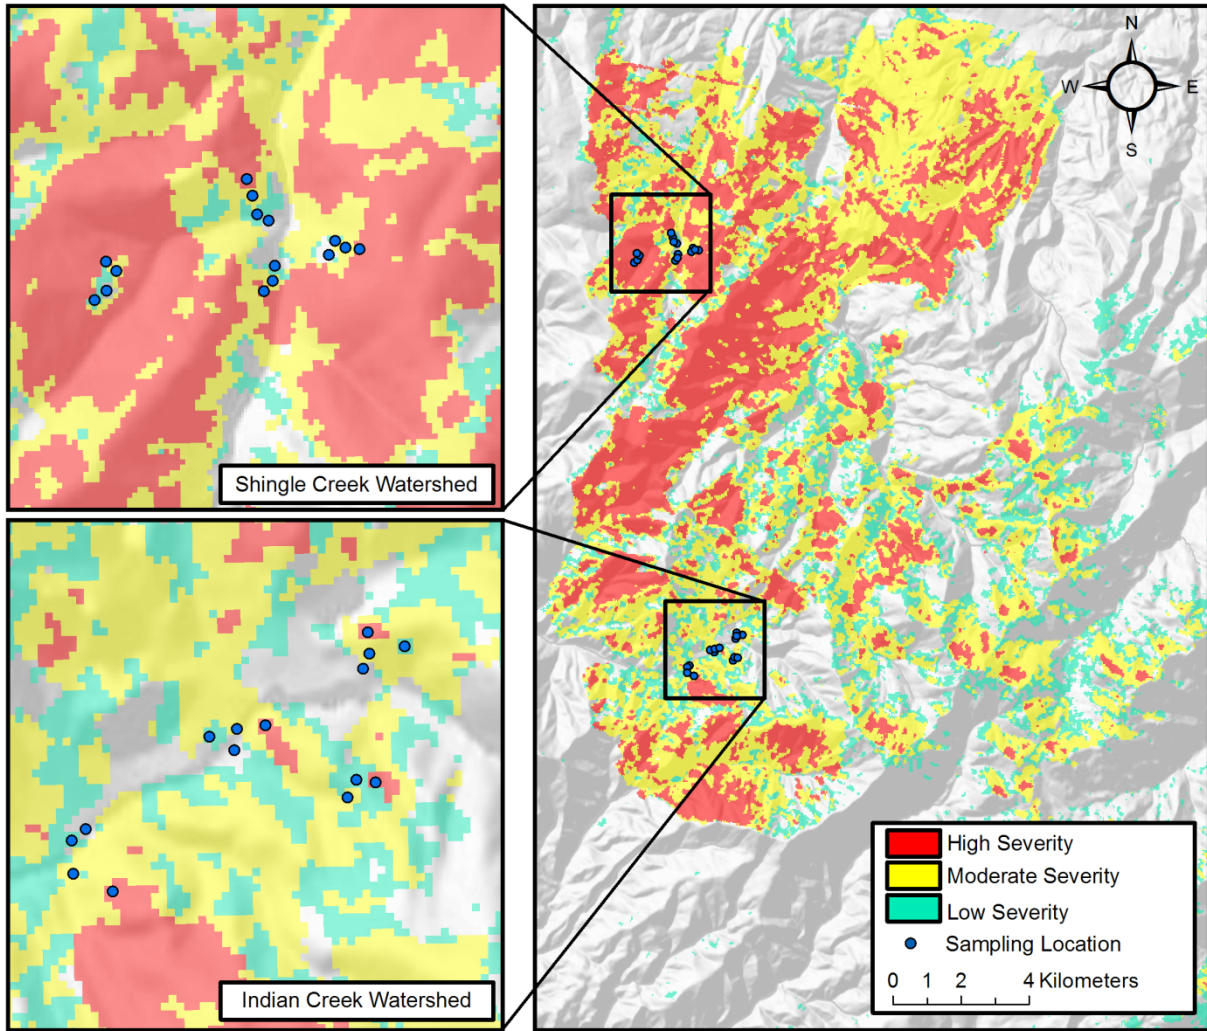 Shingle Creek Watershed
Indian Creek Watershed
N
W E
S
High Severity
Moderate Severity
Low Severity
Sampling Location
0 1 2 4 Kilometers